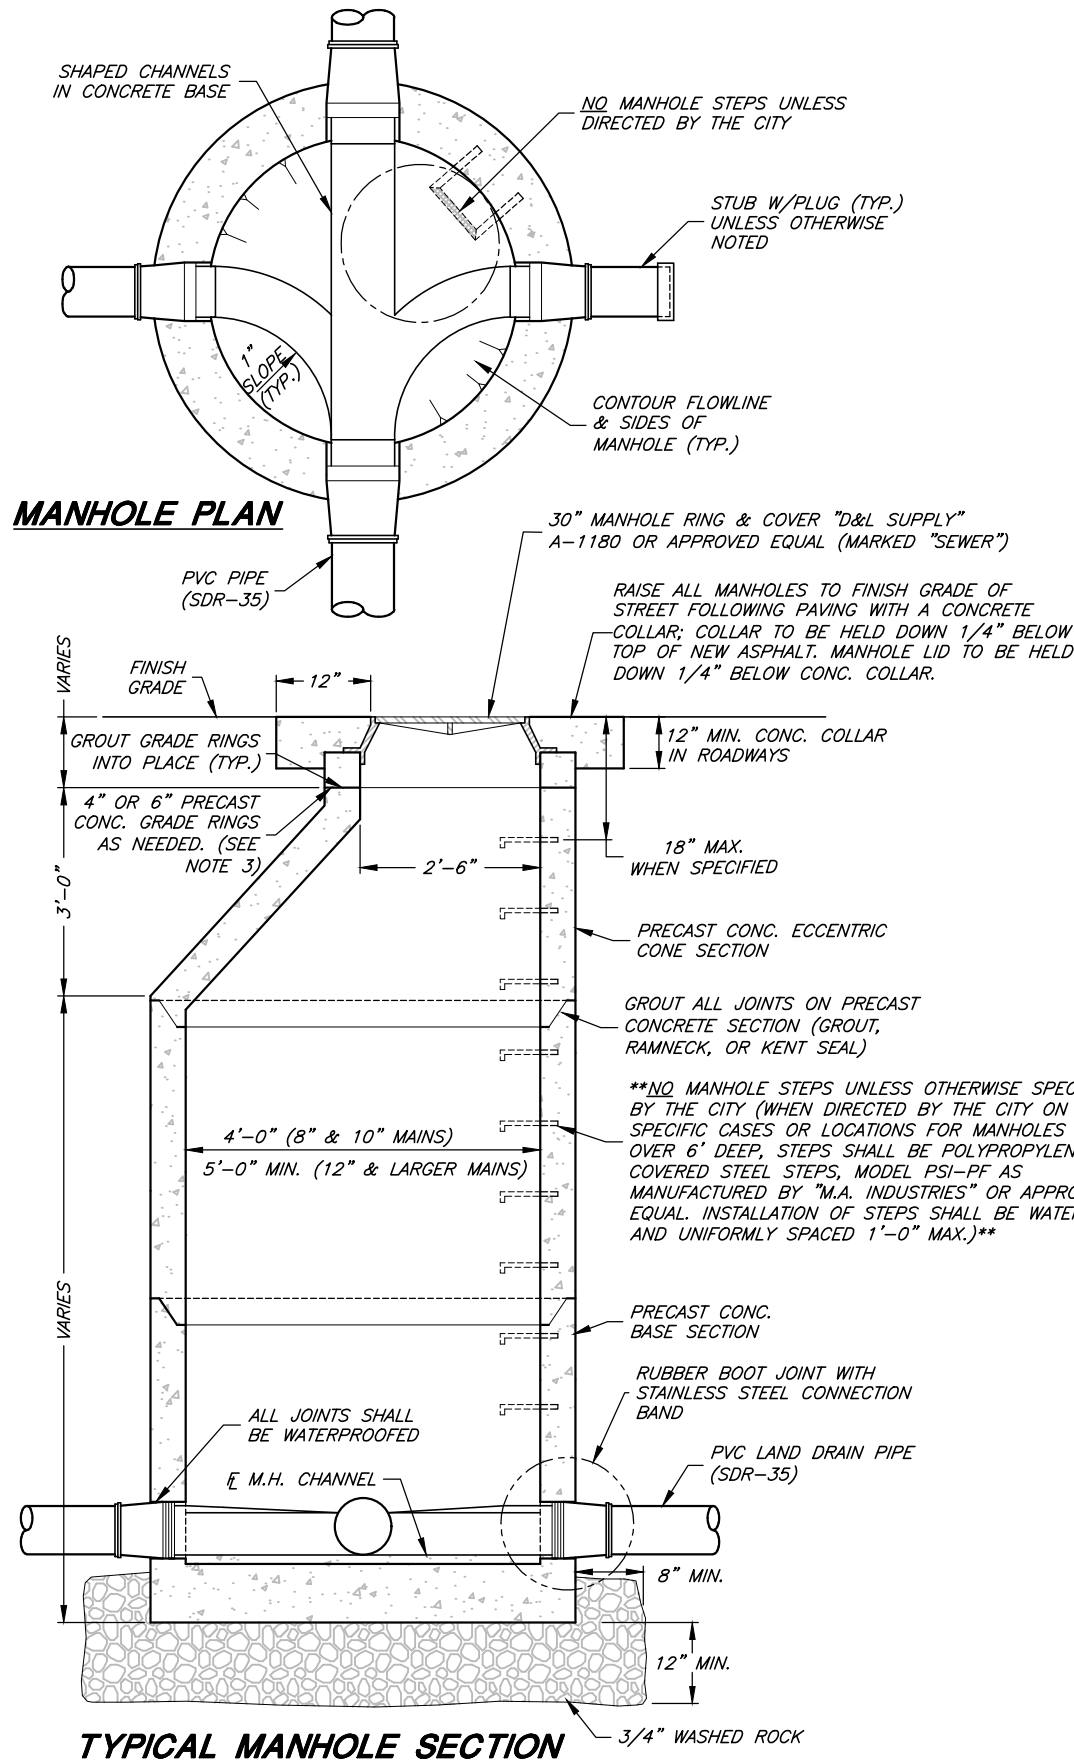 SHAPED CHANNELS
IN CONCRETE BASE
NO MANHOLE STEPS UNLESS
DIRECTED BY THE CITY
STUB W/PLUG (TYP.)
UNLESS OTHERWISE
NOTED
1"
SLOPE
(TYP.)
CONTOUR FLOWLINE
& SIDES OF
MANHOLE (TYP.)
MANHOLE PLAN
PVC PIPE
(SDR-35)
30" MANHOLE RING & COVER "D&L SUPPLY"
A-1180 OR APPROVED EQUAL (MARKED "SEWER")
RAISE ALL MANHOLES TO FINISH GRADE OF
STREET FOLLOWING PAVING WITH A CONCRETE
COLLAR; COLLAR TO BE HELD DOWN 1/4" BELOW
TOP OF NEW ASPHALT. MANHOLE LID TO BE HELD
DOWN 1/4" BELOW CONC. COLLAR.
VARIES
FINISH
GRADE
12"
GROUT GRADE RINGS
INTO PLACE (TYP.)
12" MIN. CONC. COLLAR
IN ROADWAYS
4" OR 6" PRECAST
CONC. GRADE RINGS
AS NEEDED. (SEE
NOTE 3)
3'-0"
2'-6"
18" MAX.
WHEN SPECIFIED
PRECAST CONC. ECCENTRIC
CONE SECTION
GROUT ALL JOINTS ON PRECAST
CONCRETE SECTION (GROUT,
RAMNECK, OR KENT SEAL)
**NO MANHOLE STEPS UNLESS OTHERWISE SPEC
BY THE CITY (WHEN DIRECTED BY THE CITY ON
SPECIFIC CASES OR LOCATIONS FOR MANHOLES
OVER 6' DEEP, STEPS SHALL BE POLYPROPYLEN
COVERED STEEL STEPS, MODEL PSI-PF AS
MANUFACTURED BY "M.A. INDUSTRIES" OR APPRO
EQUAL. INSTALLATION OF STEPS SHALL BE WATER
AND UNIFORMLY SPACED 1'-0" MAX.)**
4'-0" (8" & 10" MAINS)
5'-0" MIN. (12" & LARGER MAINS)
VARIES
PRECAST CONC.
BASE SECTION
RUBBER BOOT JOINT WITH
STAINLESS STEEL CONNECTION
BAND
ALL JOINTS SHALL
BE WATERPROOFED
℄ M.H. CHANNEL
PVC LAND DRAIN PIPE
(SDR-35)
8" MIN.
12" MIN.
3/4" WASHED ROCK
TYPICAL MANHOLE SECTION